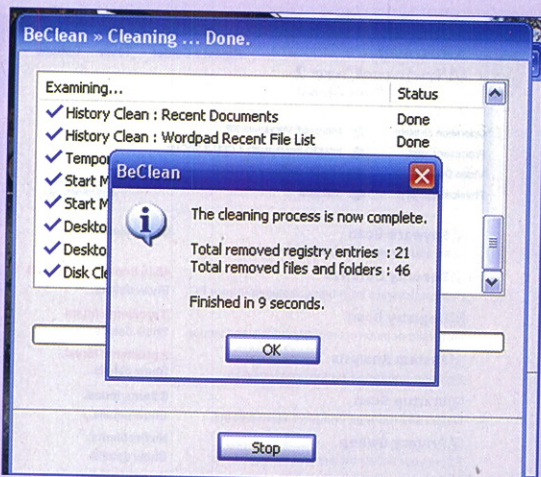 BeClean » Cleaning ... Done.
Examining... Status
History Clean : Recent Documents Done
History Clean : Wordpad Recent File List Done
Tempor
Start M
Start M
Deskto
Deskto
Disk Cle
BeClean
The cleaning process is now complete.
Total removed registry entries : 21
Total removed files and folders : 46
Finished in 9 seconds.
OK
Stop